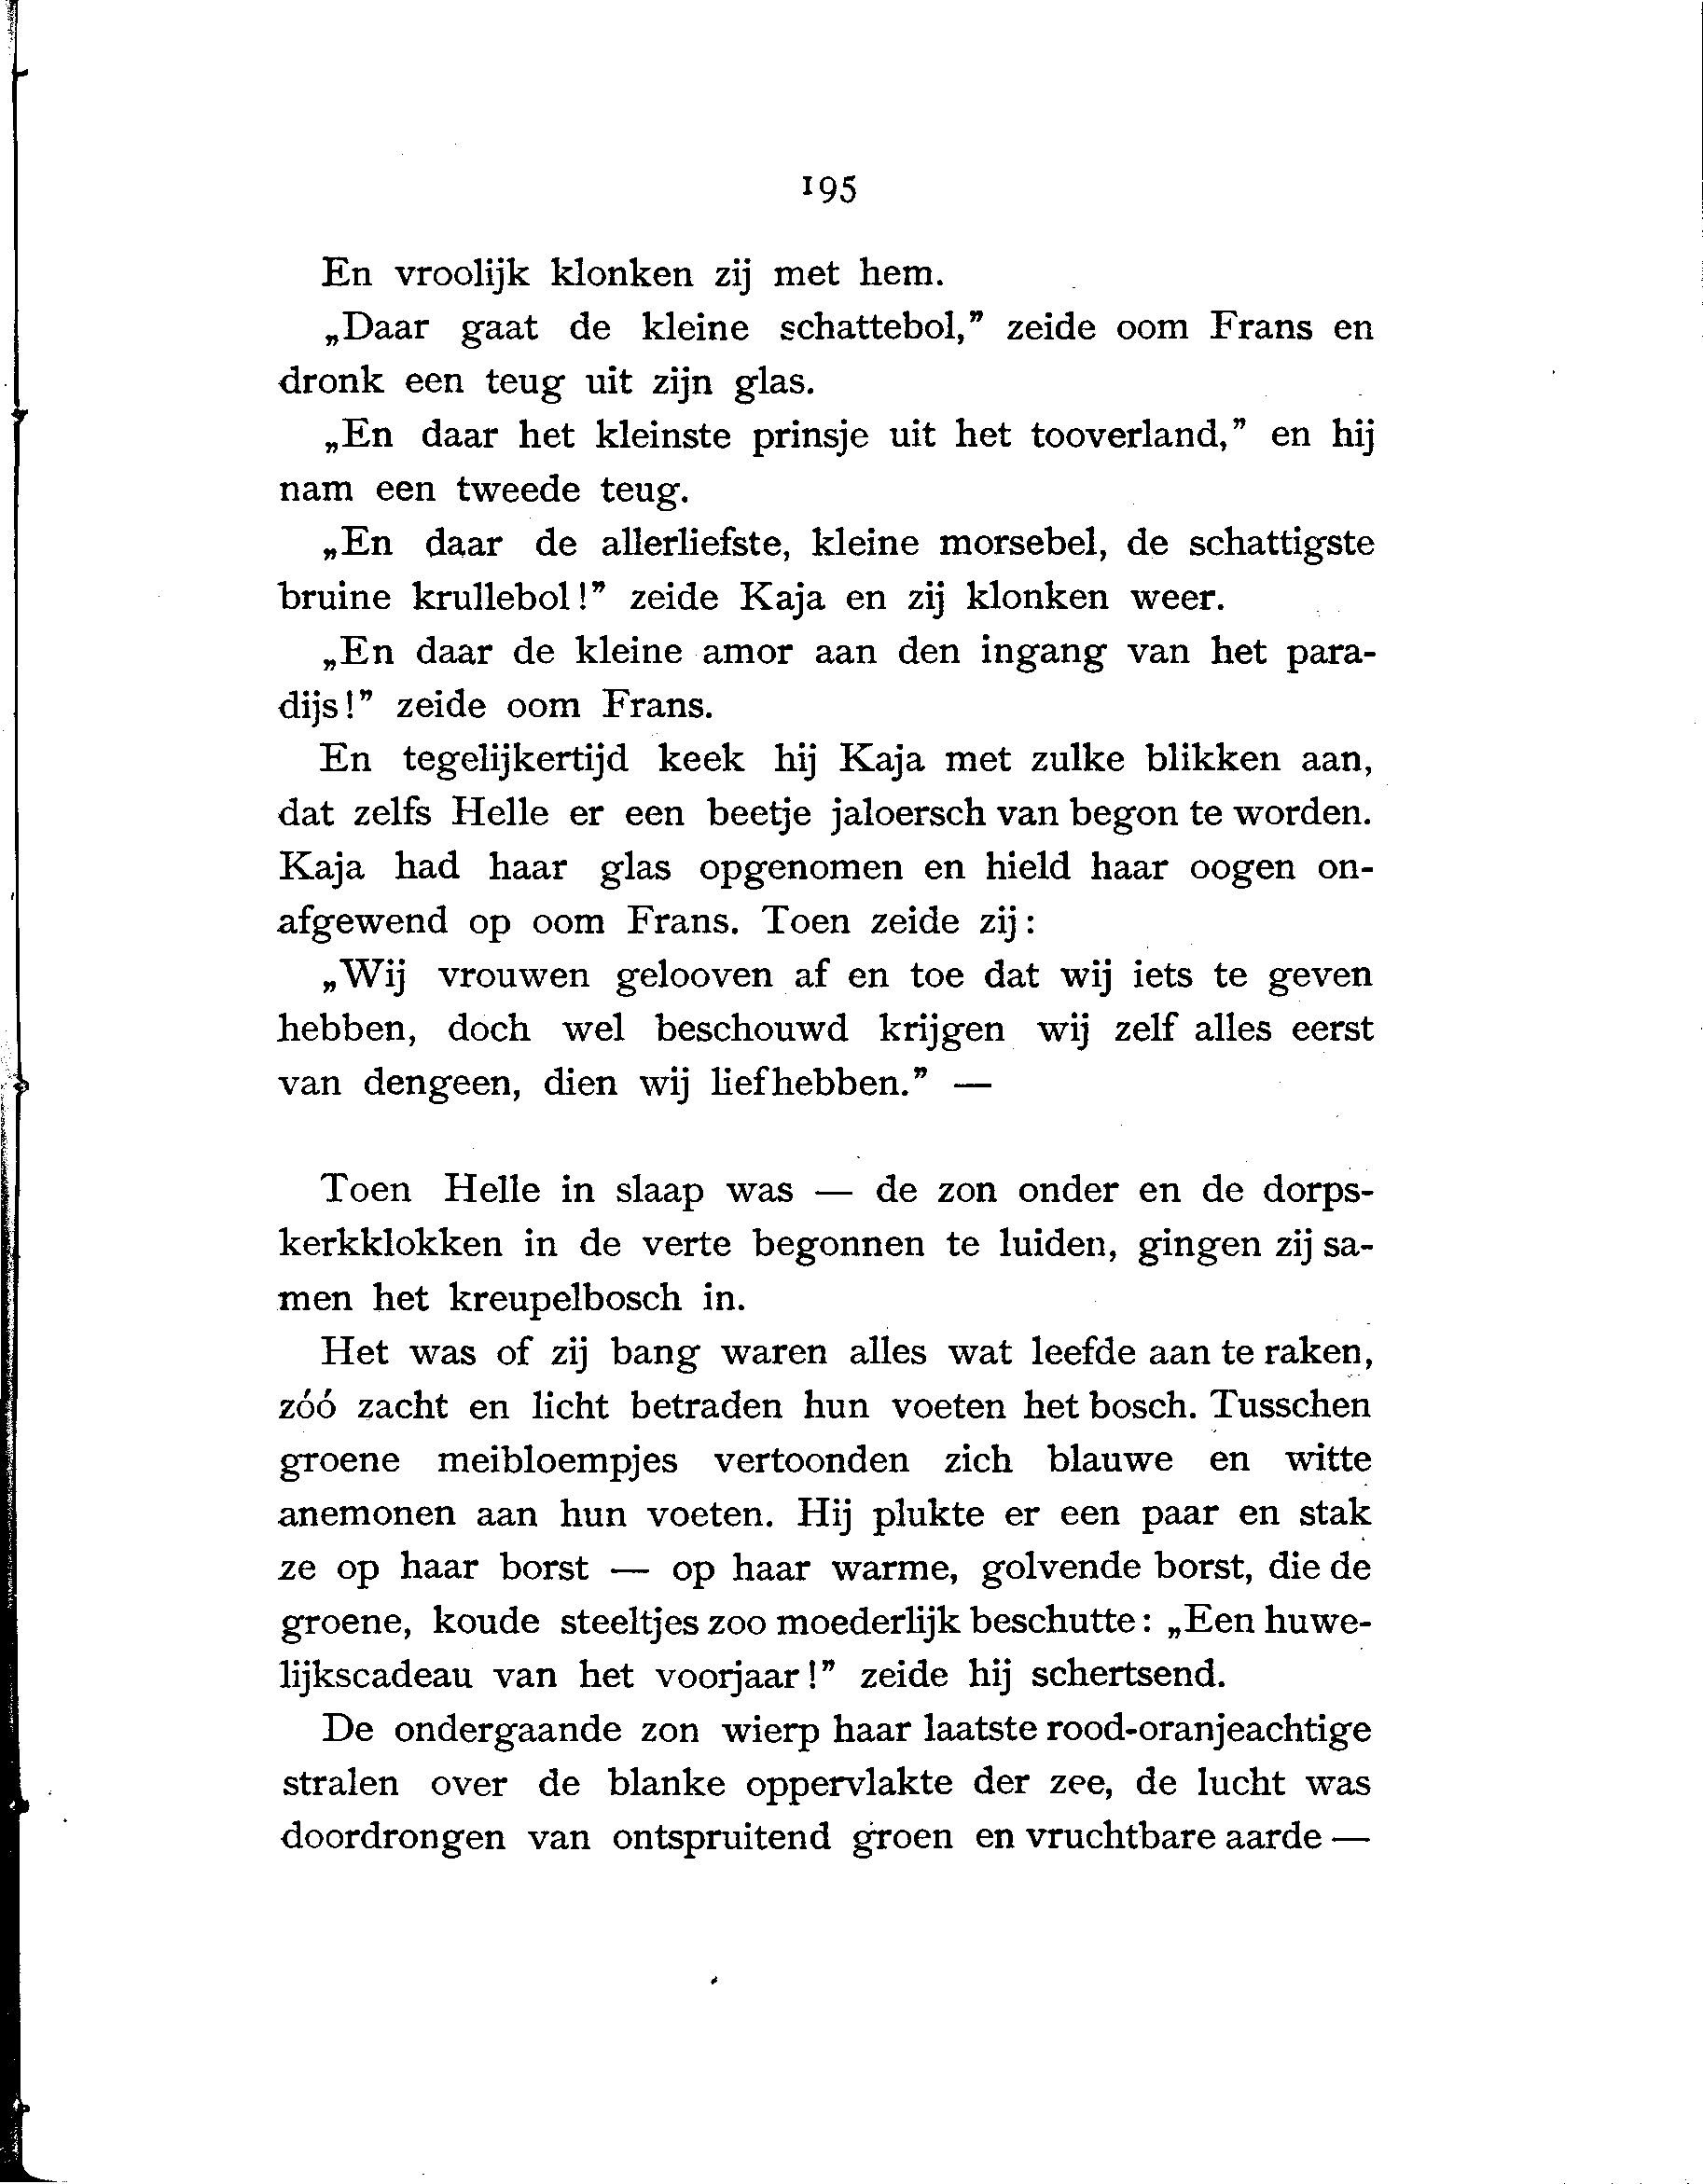 195
En vroolijk klonken zij met hem.
„Daar gaat de kleine schattebol,” zeide oom Frans en
dronk een teug uit zijn glas.
„En daar het kleinste prinsje uit het tooverland,” en hij
nam een tweede teug.
„En daar de allerliefste, kleine morsebel, de schattigste
bruine krullebol!” zeide Kaja en zij klonken weer.
„En daar de kleine amor aan den ingang van het para-
dijs!” zeide oom Frans.
En tegelijkertijd keek hij Kaja met zulke blikken aan,
dat zelfs Helle er een beetje jaloersch van begon te worden.
Kaja had haar glas opgenomen en hield haar oogen on-
afgewend op oom Frans. Toen zeide zij:
„Wij vrouwen gelooven af en toe dat wij iets te geven
hebben, doch wel beschouwd krijgen wij zelf alles eerst
van dengeen, dien wij liefhebben.” —
Toen Helle in slaap was — de zon onder en de dorps-
kerkklokken in de verte begonnen te luiden, gingen zij sa-
men het kreupelbosch in.
Het was of zij bang waren alles wat leefde aan te raken,
zóó zacht en licht betraden hun voeten het bosch. Tusschen
groene meibloempjes vertoonden zich blauwe en witte
anemonen aan hun voeten. Hij plukte er een paar en stak
ze op haar borst — op haar warme, golvende borst, die de
groene, koude steeltjes zoo moederlijk beschutte: „Een huwe-
lijkscadeau van het voorjaar!” zeide hij schertsend.
De ondergaande zon wierp haar laatste rood-oranjeachtige
stralen over de blanke oppervlakte der zee, de lucht was
doordrongen van ontspruitend groen en vruchtbare aarde —